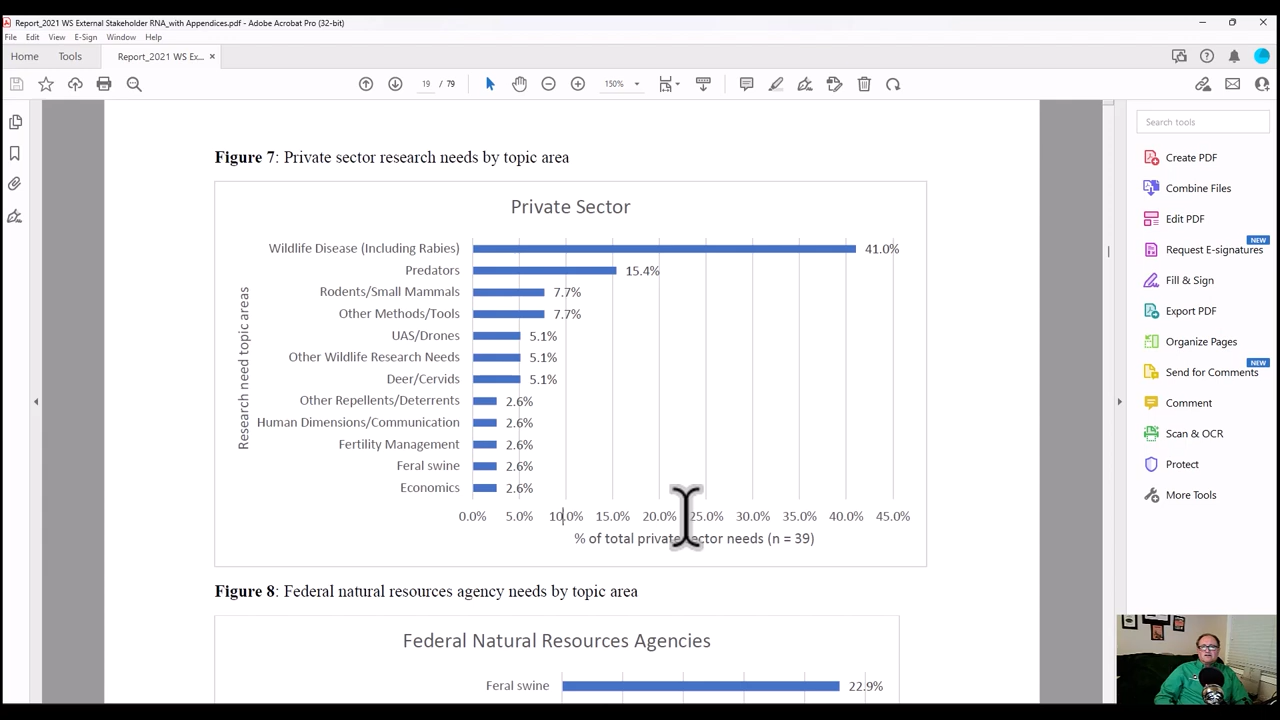 Report_2021 WS External Stakeholder RNA_with Appendices.pdf - Adobe Acrobat Pro (32-bit)
File Edit View E-Sign Window Help
Home Tools Report_2021 WS Ex... ×
19 / 79 150%
Search tools
Create PDF
Combine Files
Edit PDF
NEW
Request E-signatures
Fill & Sign
Export PDF
Organize Pages
NEW
Send for Comments
Comment
Scan & OCR
Protect
More Tools
Figure 7: Private sector research needs by topic area
Private Sector
Research need topic areas
Wildlife Disease (Including Rabies) 41.0%
Predators 15.4%
Rodents/Small Mammals 7.7%
Other Methods/Tools 7.7%
UAS/Drones 5.1%
Other Wildlife Research Needs 5.1%
Deer/Cervids 5.1%
Other Repellents/Deterrents 2.6%
Human Dimensions/Communication 2.6%
Fertility Management 2.6%
Feral swine 2.6%
Economics 2.6%
0.0% 5.0% 10.0% 15.0% 20.0% 25.0% 30.0% 35.0% 40.0% 45.0%
% of total private sector needs (n = 39)
Figure 8: Federal natural resources agency needs by topic area
Federal Natural Resources Agencies
Feral swine 22.9%